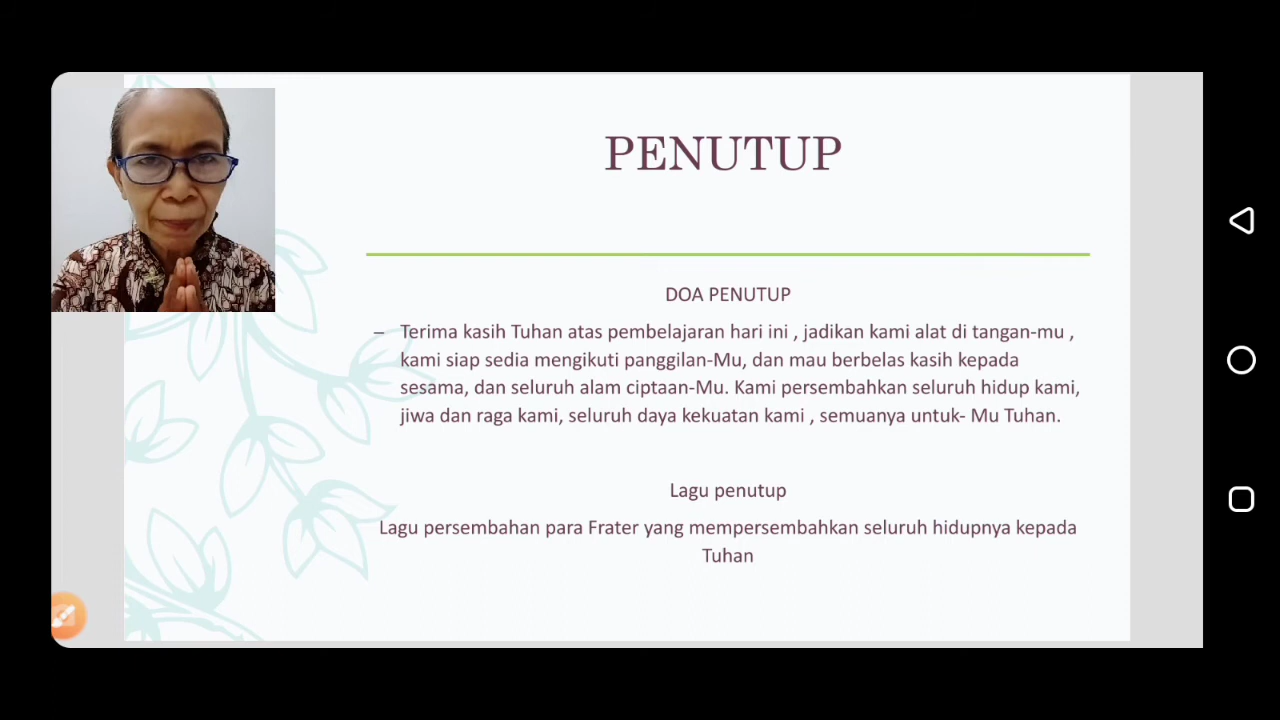 PENUTUP
DOA PENUTUP
– Terima kasih Tuhan atas pembelajaran hari ini , jadikan kami alat di tangan-mu ,
kami siap sedia mengikuti panggilan-Mu, dan mau berbelas kasih kepada
sesama, dan seluruh alam ciptaan-Mu. Kami persembahkan seluruh hidup kami,
jiwa dan raga kami, seluruh daya kekuatan kami , semuanya untuk- Mu Tuhan.
Lagu penutup
Lagu persembahan para Frater yang mempersembahkan seluruh hidupnya kepada
Tuhan